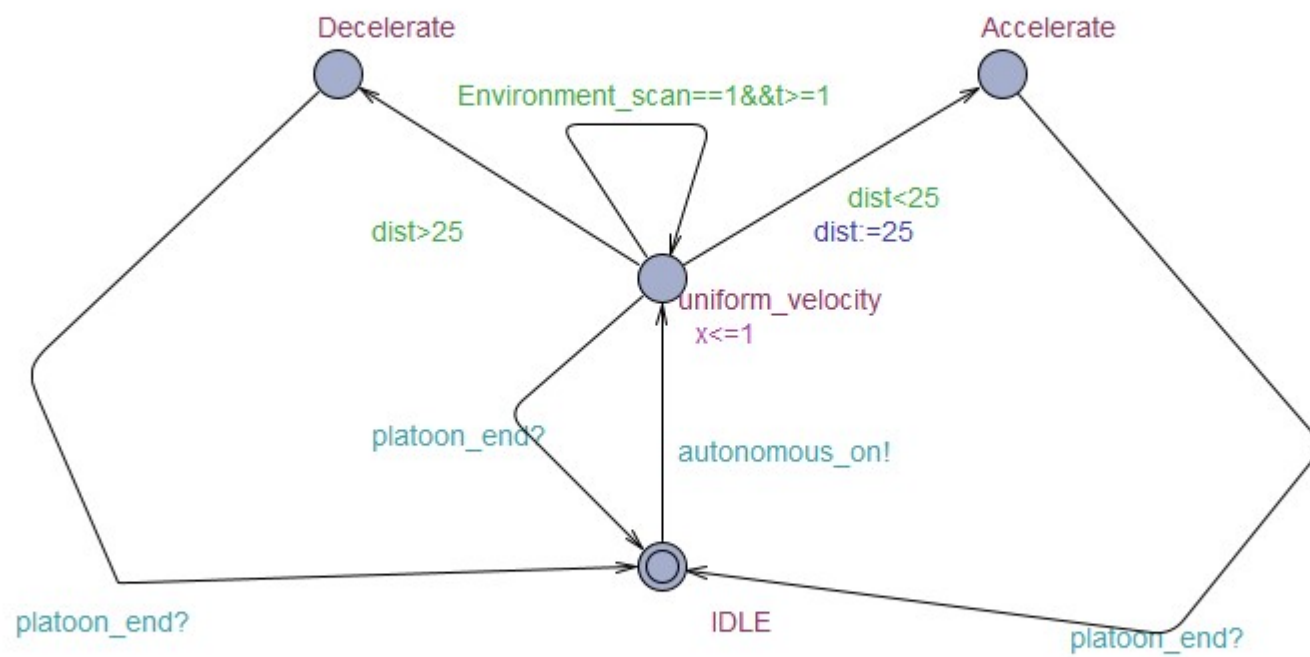 Decelerate
Accelerate
Environment_scan==1&&t>=1
dist<25
dist>25
dist:=25
uniform_velocity
x<=1
platoon_end?
autonomous_on!
platoon_end?
IDLE
platoon_end?